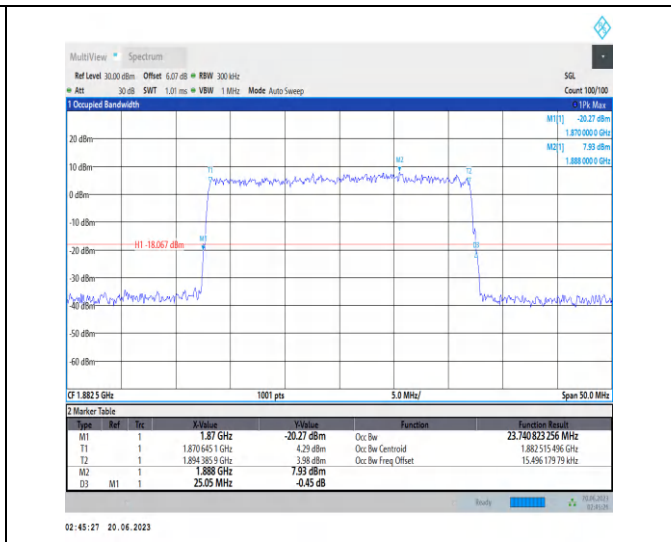 MultiView Spectrum
Ref Level 30.00 dBm Offset 6.07 dB RBW 300 kHz SGL
Att 30 dB SWT 1.01 ms VBW 1 MHz Mode Auto Sweep Count 100/100
1 Occupied Bandwidth 1Pk Max
M1[1] -20.27 dBm
1.870 000 0 GHz
M2[1] 7.93 dBm
1.888 000 0 GHz
20 dBm
10 dBm
T1 M2 T2
0 dBm
-10 dBm
H1 -18.067 dBm M1 D3
-20 dBm
-30 dBm
-40 dBm
-50 dBm
-60 dBm
CF 1.882 5 GHz 1001 pts 5.0 MHz/ Span 50.0 MHz
2 Marker Table
Type Ref Trc X-Value Y-Value Function Function Result
M1 1 1.87 GHz -20.27 dBm Occ Bw 23.740 823 256 MHz
T1 1 1.870 645 1 GHz 4.29 dBm Occ Bw Centroid 1.882 515 496 GHz
T2 1 1.894 385 9 GHz 3.98 dBm Occ Bw Freq Offset 15.496 179 79 kHz
M2 1 1.888 GHz 7.93 dBm
D3 M1 1 25.05 MHz -0.45 dB
Ready 20.06.2023
02:45:26
02:45:27 20.06.2023